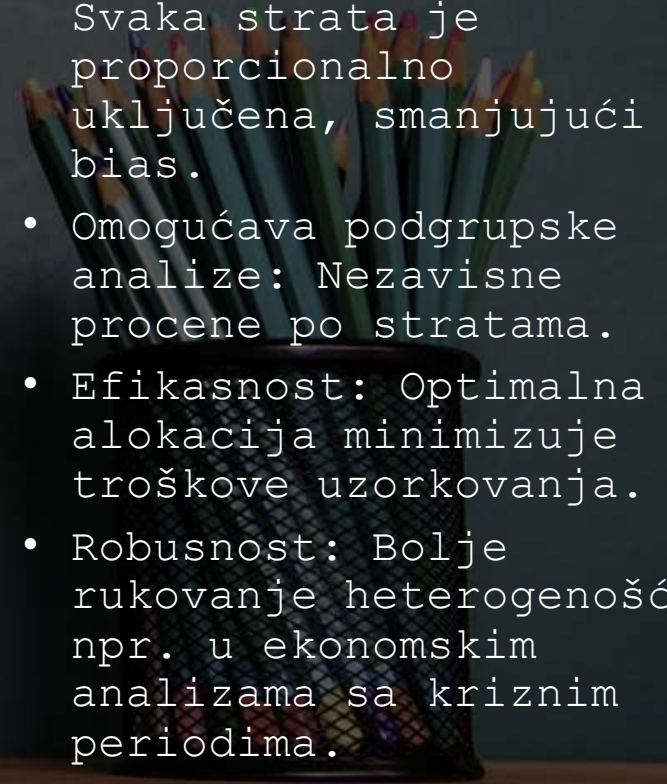 Svaka strata je
proporcionalno
uključena, smanjujući
bias.
• Omogućava podgrupske
analize: Nezavisne
procene po stratama.
• Efikasnost: Optimalna
alokacija minimizuje
troškove uzorkovanja.
• Robusnost: Bolje
rukovanje heterogenošć
npr. u ekonomskim
analizama sa kriznim
periodima.